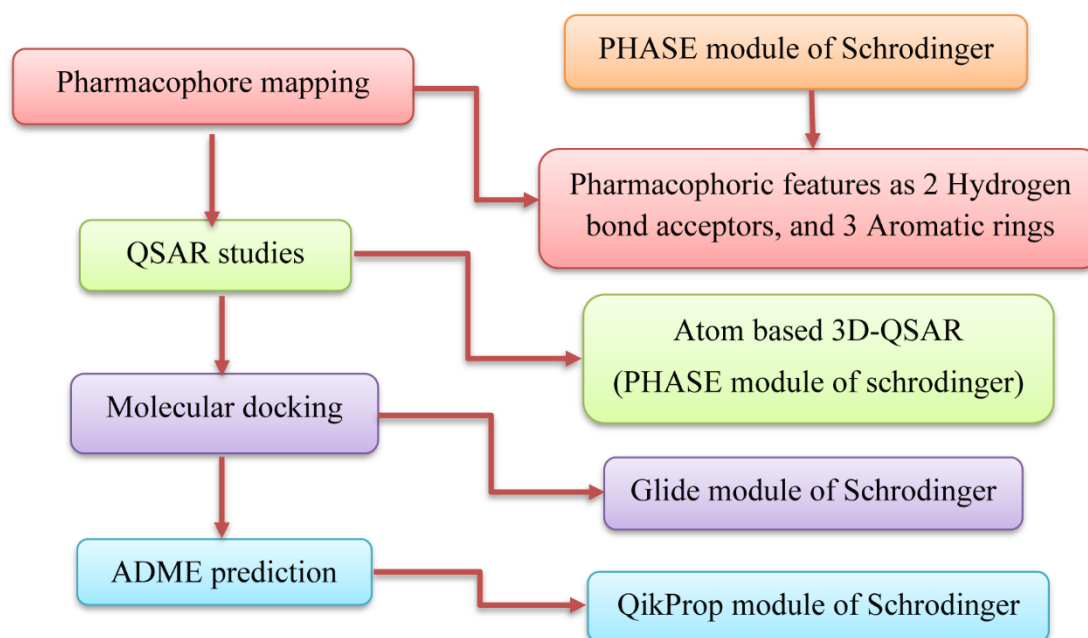 PHASE module of Schrodinger
Pharmacophore mapping
Pharmacophoric features as 2 Hydrogen
bond acceptors, and 3 Aromatic rings
QSAR studies
Atom based 3D-QSAR
(PHASE module of schrodinger)
Molecular docking
Glide module of Schrodinger
ADME prediction
QikProp module of Schrodinger